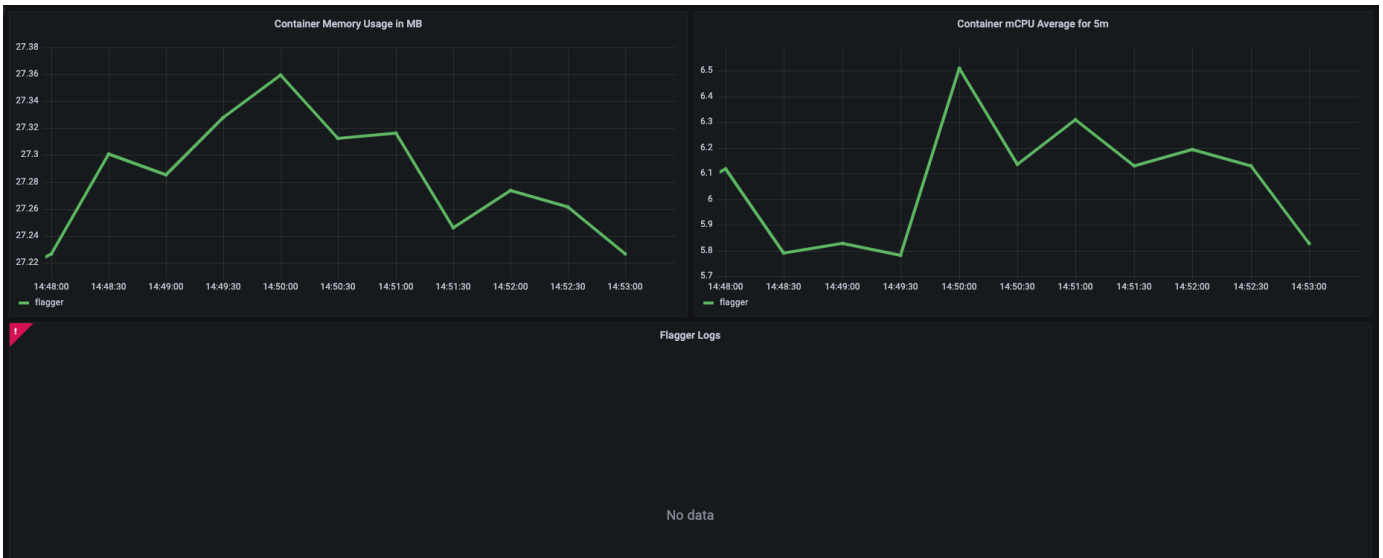 Container Memory Usage in MB
27.38
27.36
27.34
27.32
27.3
27.28
27.26
27.24
27.22
14:48:00 14:48:30 14:49:00 14:49:30 14:50:00 14:50:30 14:51:00 14:51:30 14:52:00 14:52:30 14:53:00
flagger
Container mCPU Average for 5m
6.5
6.4
6.3
6.2
6.1
6
5.9
5.8
5.7
14:48:00 14:48:30 14:49:00 14:49:30 14:50:00 14:50:30 14:51:00 14:51:30 14:52:00 14:52:30 14:53:00
flagger
!
Flagger Logs
No data